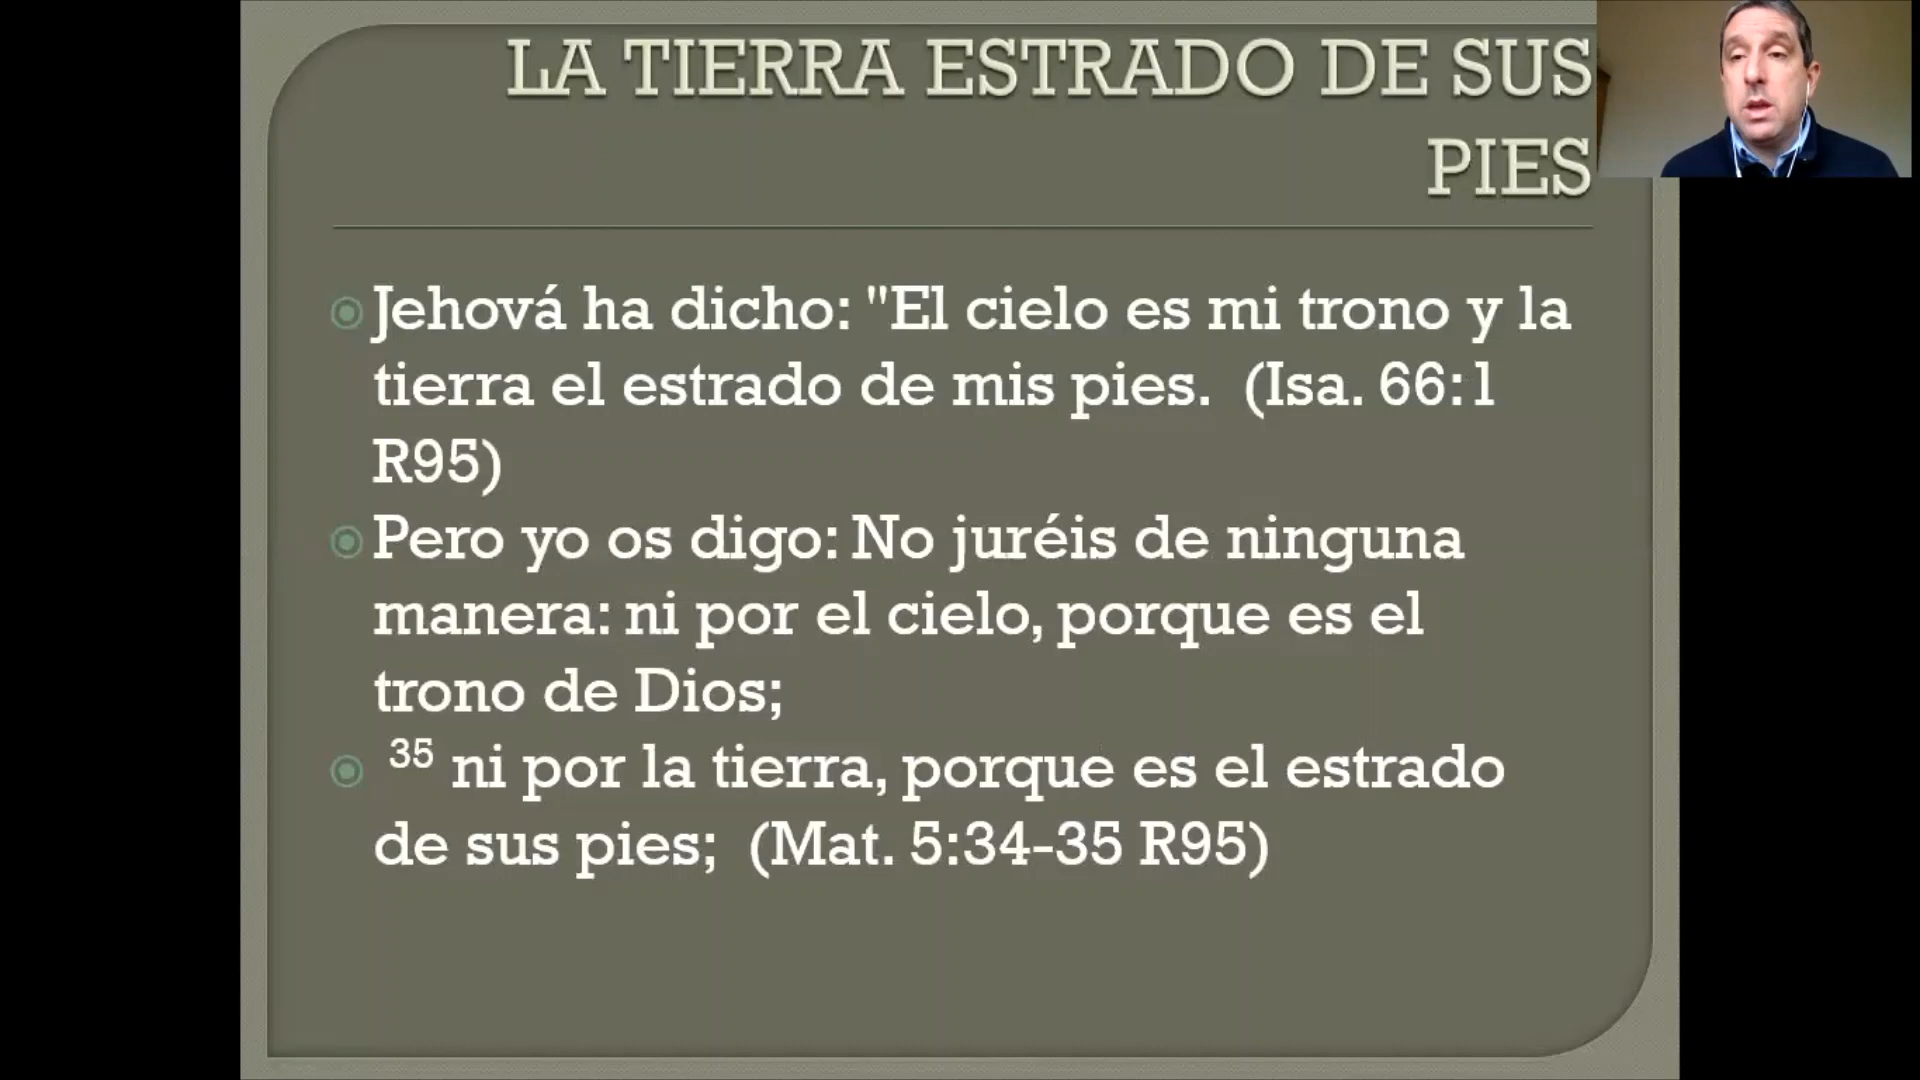 LA TIERRA ESTRADO DE SUS
PIES
Jehová ha dicho: "El cielo es mi trono y la
tierra el estrado de mis pies. (Isa. 66:1
R95)
Pero yo os digo: No juréis de ninguna
manera: ni por el cielo, porque es el
trono de Dios;
35 ni por la tierra, porque es el estrado
de sus pies; (Mat. 5:34-35 R95)